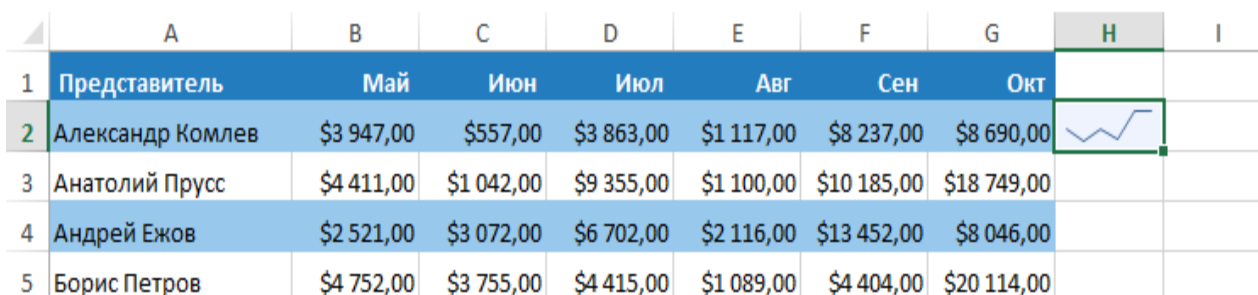 A B C D E F G H I
1 Представитель Май Июн Июл Авг Сен Окт
2 Александр Комлев $3 947,00 $557,00 $3 863,00 $1 117,00 $8 237,00 $8 690,00
3 Анатолий Прусс $4 411,00 $1 042,00 $9 355,00 $1 100,00 $10 185,00 $18 749,00
4 Андрей Ежов $2 521,00 $3 072,00 $6 702,00 $2 116,00 $13 452,00 $8 046,00
5 Борис Петров $4 752,00 $3 755,00 $4 415,00 $1 089,00 $4 404,00 $20 114,00